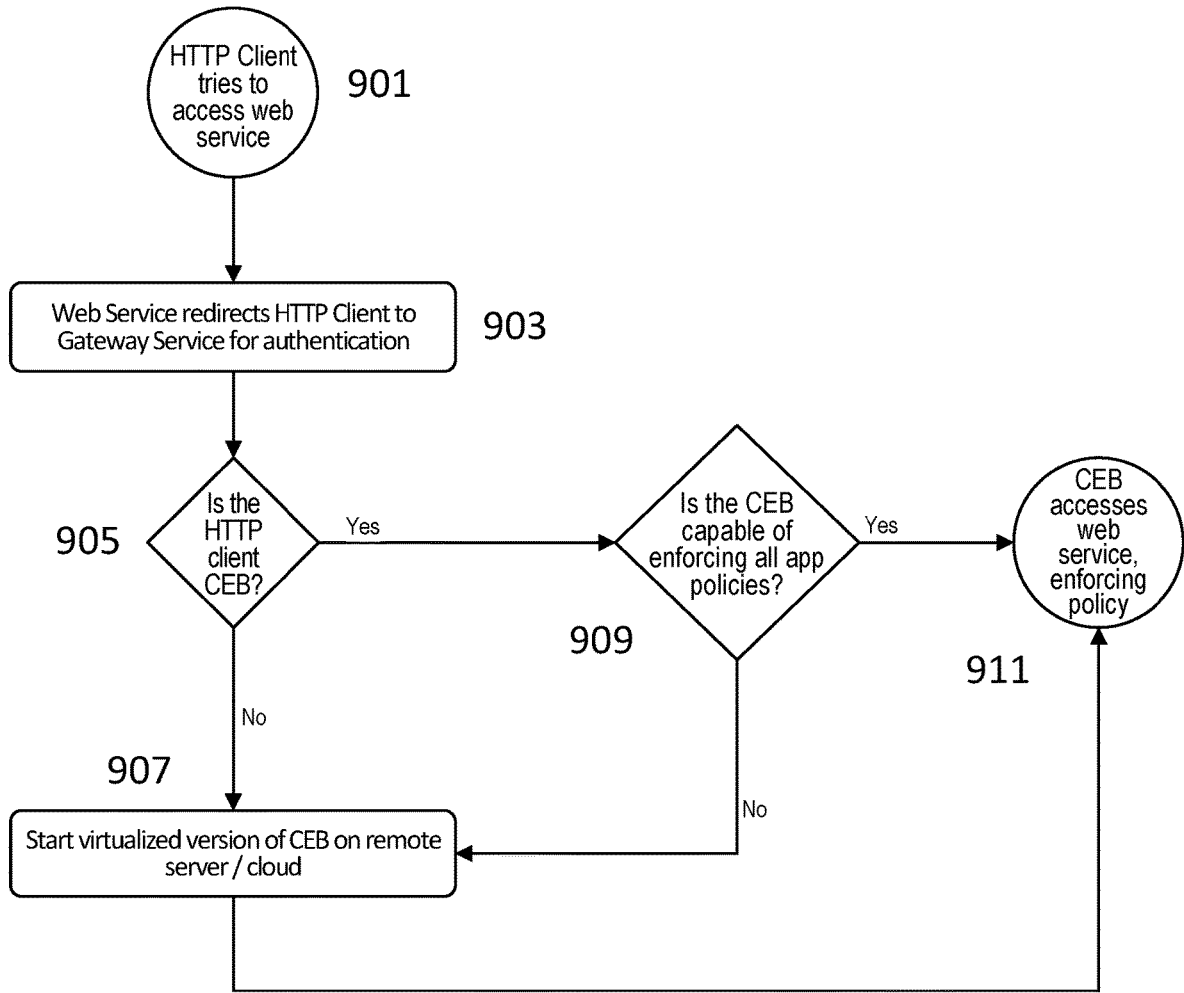 HTTP Client
tries to
access web
service
901
Web Service redirects HTTP Client to
Gateway Service for authentication
903
Is the
HTTP
client
CEB?
905
Yes
Is the CEB
capable of
enforcing all app
policies?
909
Yes
CEB
accesses
web
service,
enforcing
policy
911
No
907
No
Start virtualized version of CEB on remote
server / cloud